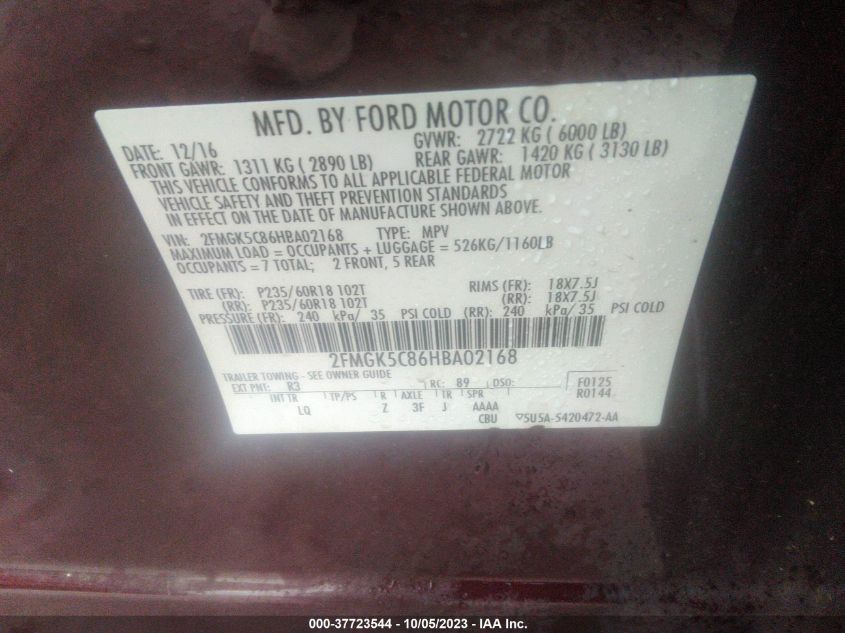 MFD. BY FORD MOTOR CO.
DATE: 12/16 GVWR: 2722 KG ( 6000 LB)
FRONT GAWR: 1311 KG ( 2890 LB) REAR GAWR: 1420 KG ( 3130 LB)
THIS VEHICLE CONFORMS TO ALL APPLICABLE FEDERAL MOTOR
VEHICLE SAFETY AND THEFT PREVENTION STANDARDS
IN EFFECT ON THE DATE OF MANUFACTURE SHOWN ABOVE.
VIN: 2FMGK5C86HBA02168 TYPE: MPV
MAXIMUM LOAD = OCCUPANTS + LUGGAGE = 526KG/1160LB
OCCUPANTS = 7 TOTAL; 2 FRONT, 5 REAR
TIRE (FR): P235/60R18 102T RIMS (FR): 18X7.5J
(RR): P235/60R18 102T (RR): 18X7.5J
PRESSURE (FR): 240 kPa/ 35 PSI COLD (RR): 240 kPa/ 35 PSI COLD
2FMGK5C86HBA02168
TRAILER TOWING - SEE OWNER GUIDE
EXT PNT: R3 RC: 89 DSO: F0125
INT TR TP/PS R AXLE TR SPR R0144
LQ Z 3F J AAAA
CBU ▽5U5A-5420472-AA
000-37723544 - 10/05/2023 - IAA Inc.